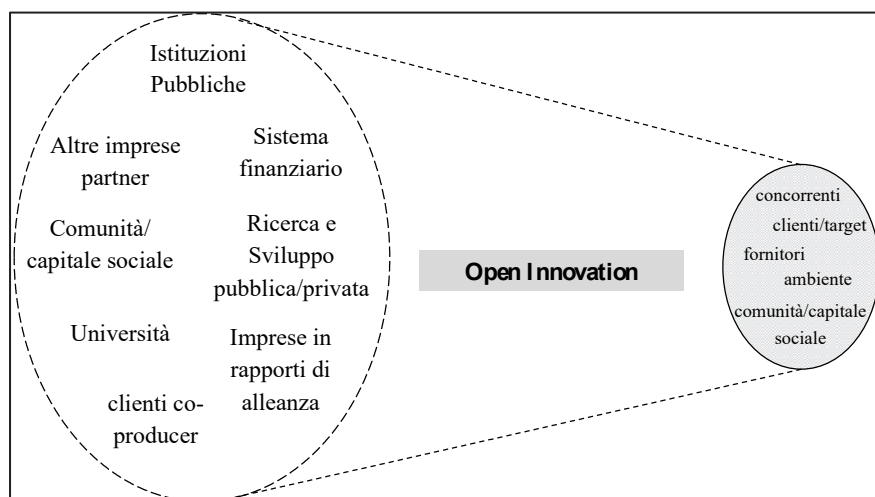 Istituzioni
Pubbliche
Altre imprese
partner
Sistema
finanziario
Comunità/
capitale sociale
Ricerca e
Sviluppo
pubblica/privata
Università
Imprese in
rapporti di
alleanza
clienti co-
producer
Open Innovation
concorrenti
clienti/target
fornitori
ambiente
comunità/capitale
sociale